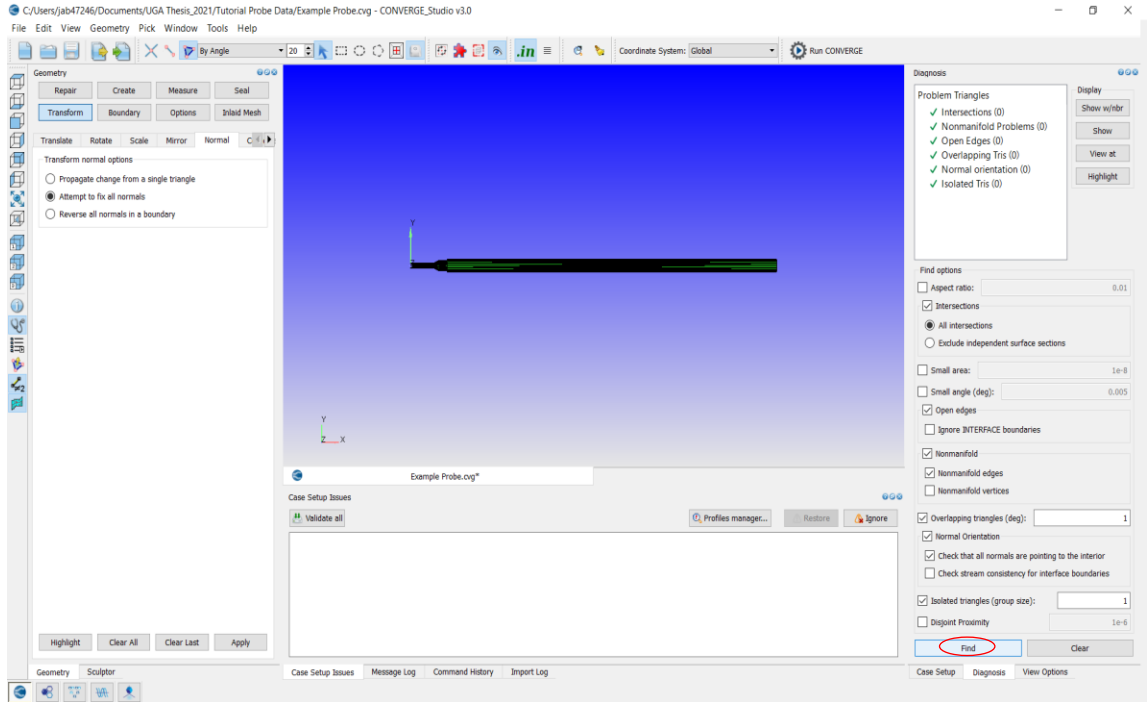 C:/Users/jab47246/Documents/UGA Thesis_2021/Tutorial Probe Data/Example Probe.cvg - CONVERGE_Studio v3.0
File Edit View Geometry Pick Window Tools Help
By Angle 20 .in Coordinate System: Global Run CONVERGE
Geometry
Repair Create Measure Seal
Transform Boundary Options Inlaid Mesh
Translate Rotate Scale Mirror Normal C
Transform normal options
Propagate change from a single triangle
Attempt to fix all normals
Reverse all normals in a boundary
Highlight Clear All Clear Last Apply
Geometry Sculptor
Y
Y
Z X
Example Probe.cvg*
Case Setup Issues
Validate all Profiles manager... Restore Ignore
Case Setup Issues Message Log Command History Import Log
Diagnosis
Problem Triangles
Intersections (0)
Nonmanifold Problems (0)
Open Edges (0)
Overlapping Tris (0)
Normal orientation (0)
Isolated Tris (0)
Display
Show w/nbr
Show
View at
Highlight
Find options
Aspect ratio: 0.01
Intersections
All intersections
Exclude independent surface sections
Small area: 1e-8
Small angle (deg): 0.005
Open edges
Ignore INTERFACE boundaries
Nonmanifold
Nonmanifold edges
Nonmanifold vertices
Overlapping triangles (deg): 1
Normal Orientation
Check that all normals are pointing to the interior
Check stream consistency for interface boundaries
Isolated triangles (group size): 1
Disjoint Proximity 1e-6
Find Clear
Case Setup Diagnosis View Options